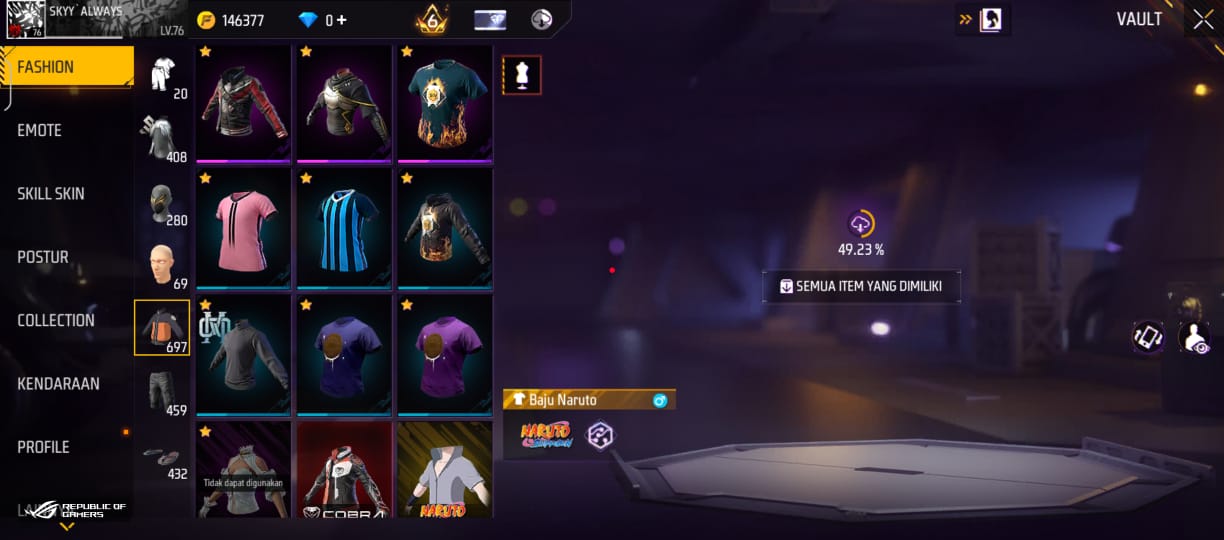 SKYY`ALWAYS
76
LV.76
146377
0 +
6
VAULT
FASHION
EMOTE
SKILL SKIN
POSTUR
COLLECTION
KENDARAAN
PROFILE
20
408
280
69
697
459
432
49.23 %
SEMUA ITEM YANG DIMILIKI
Baju Naruto
NARUTO
Tidak dapat digunakan
COBRA
NARUTO
REPUBLIC OF
GAMERS